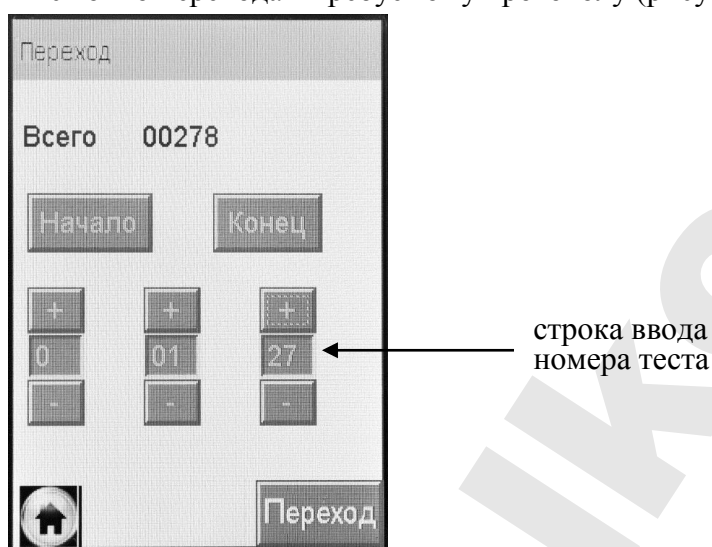 Переход
Всего 00278
Начало Конец
+ + +
0 01 27
- - -
строка ввода
номера теста
Переход